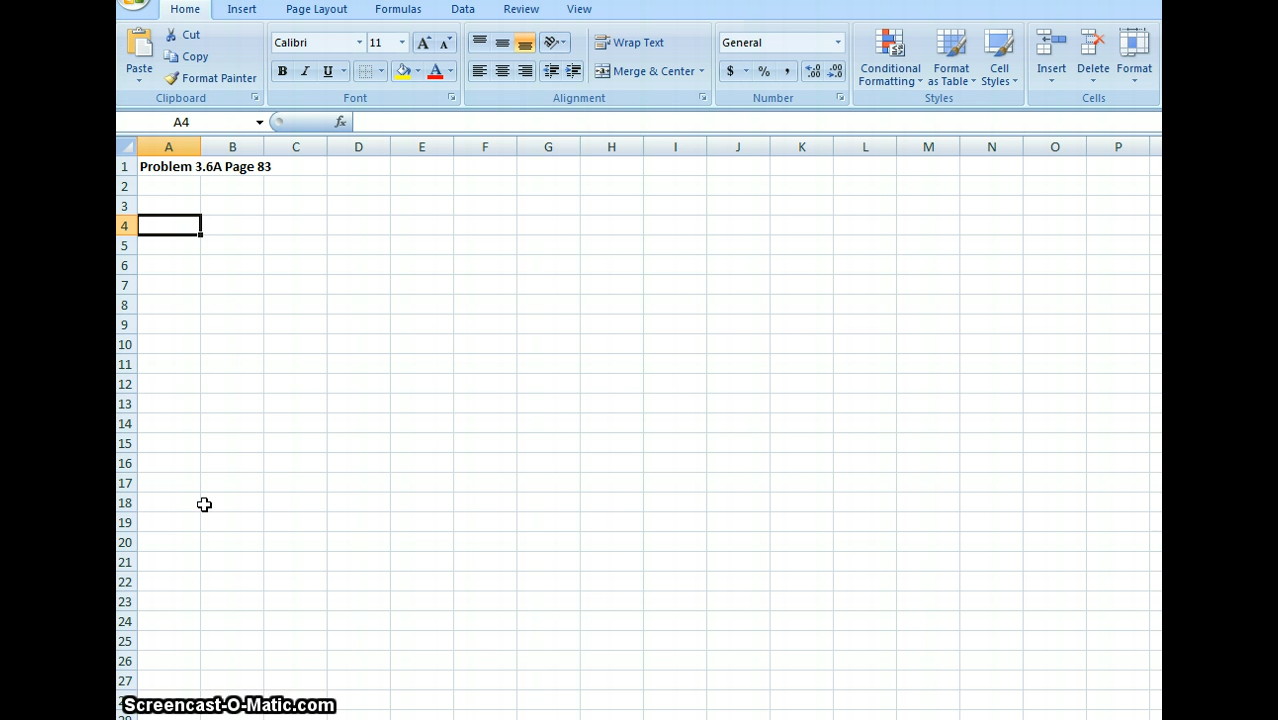 Home Insert Page Layout Formulas Data Review View
Cut Calibri 11 A A Wrap Text General
Copy
Paste Format Painter B I U A Merge & Center $ % , .00 .0 Conditional Formatting Format as Table Cell Styles Insert Delete Format
Clipboard Font Alignment Number Styles Cells
A4 fx
A B C D E F G H I J K L M N O P
1 Problem 3.6A Page 83
2
3
4
5
6
7
8
9
10
11
12
13
14
15
16
17
18
19
20
21
22
23
24
25
26
27
Screencast-O-Matic.com